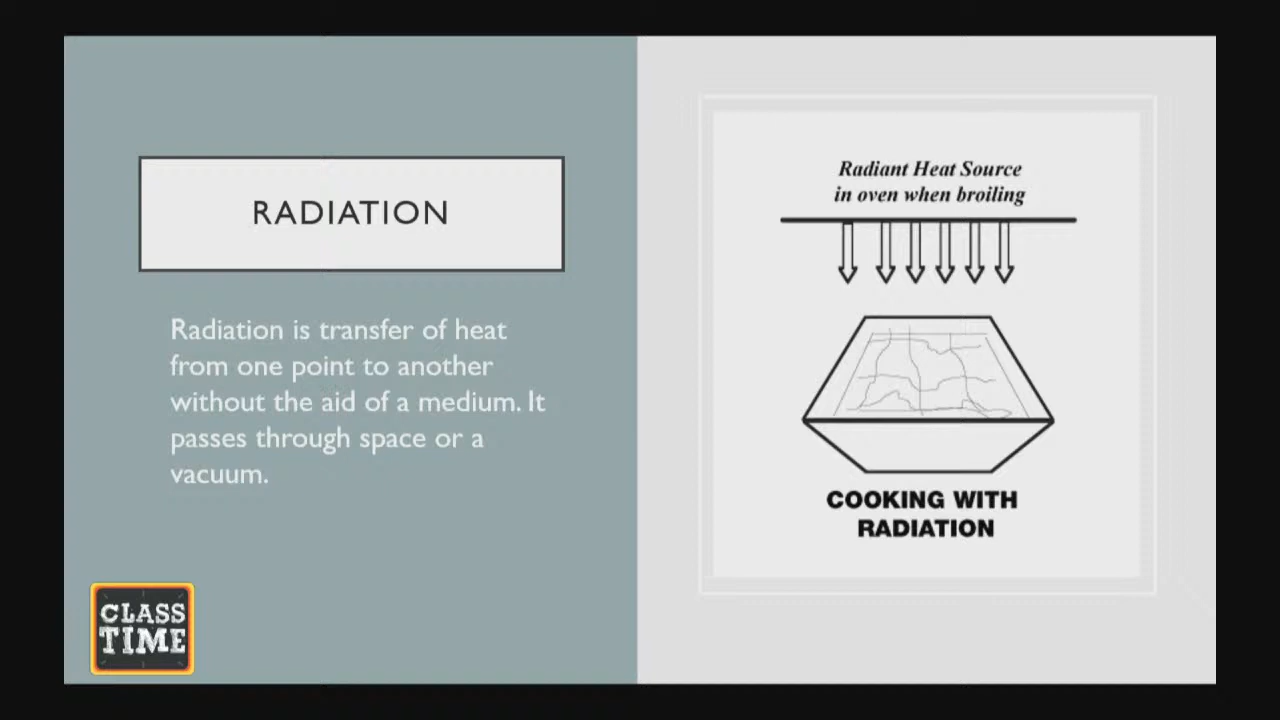 RADIATION
Radiation is transfer of heat
from one point to another
without the aid of a medium. It
passes through space or a
vacuum.
CLASS
TIME
Radiant Heat Source
in oven when broiling
COOKING WITH
RADIATION